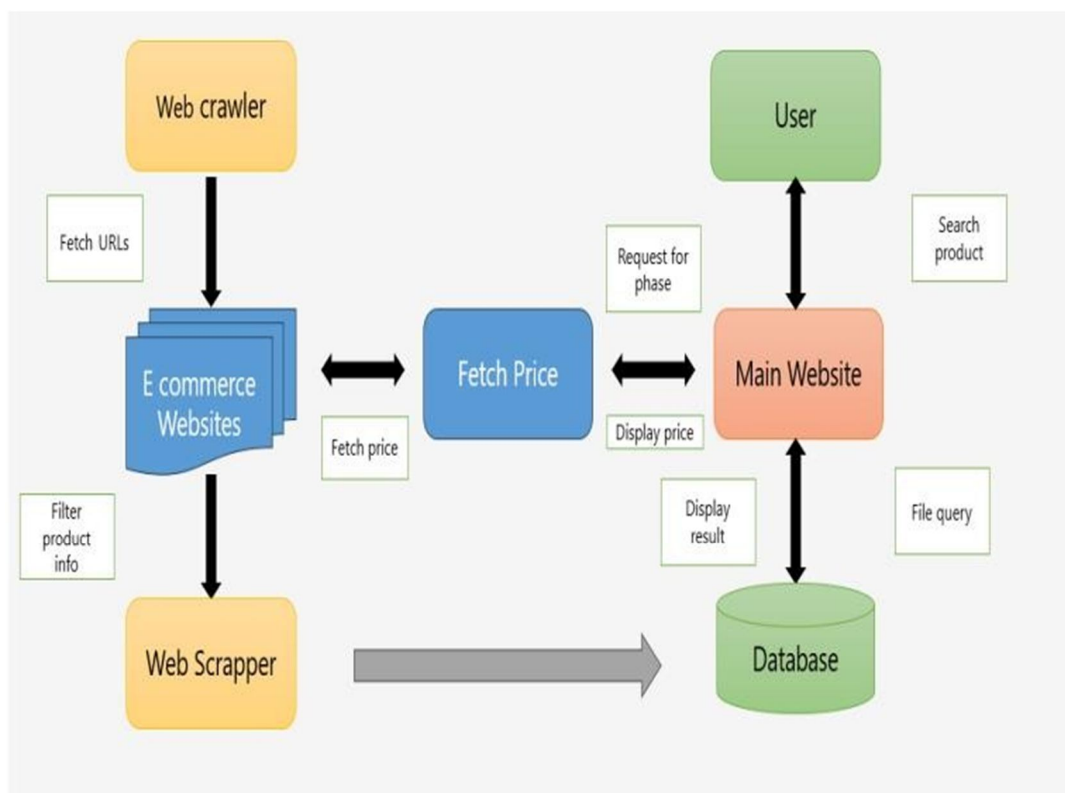 Web crawler
User
Fetch URLs
Search
product
Request for
phase
E commerce
Websites
Fetch Price
Main Website
Fetch price
Display price
Filter
product
info
Display
result
File query
Web Scrapper
Database